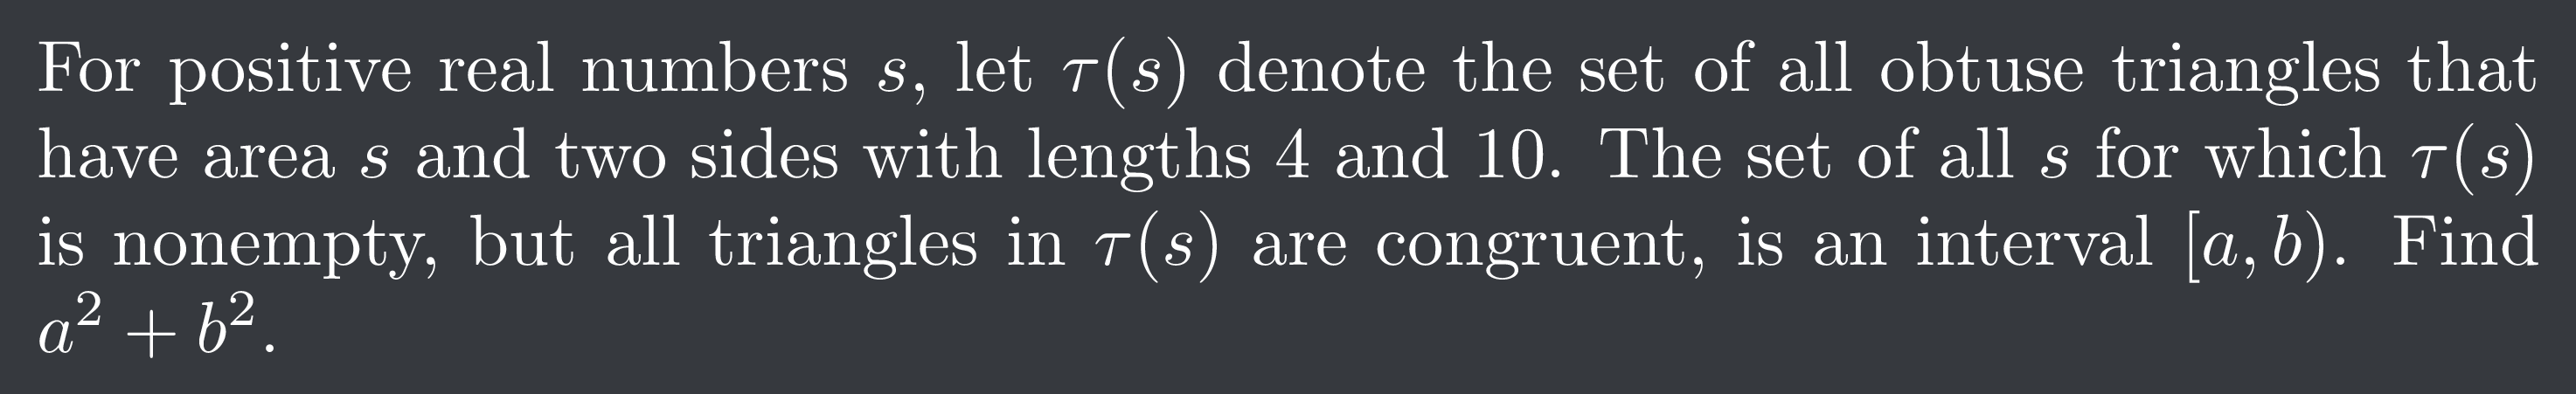 For positive real numbers s, let τ(s) denote the set of all obtuse triangles that
have area s and two sides with lengths 4 and 10. The set of all s for which τ(s)
is nonempty, but all triangles in τ(s) are congruent, is an interval [a, b). Find
a² + b².